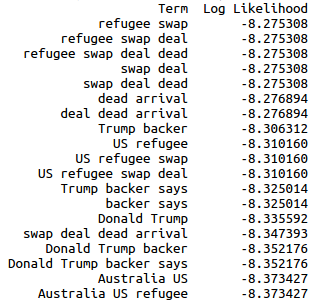 Term Log Likelihood
refugee swap -8.275308
refugee swap deal -8.275308
refugee swap deal dead -8.275308
swap deal -8.275308
swap deal dead -8.275308
dead arrival -8.276894
deal dead arrival -8.276894
Trump backer -8.306312
US refugee -8.310160
US refugee swap -8.310160
US refugee swap deal -8.310160
Trump backer says -8.325014
backer says -8.325014
Donald Trump -8.335592
swap deal dead arrival -8.347393
Donald Trump backer -8.352176
Donald Trump backer says -8.352176
Australia US -8.373427
Australia US refugee -8.373427